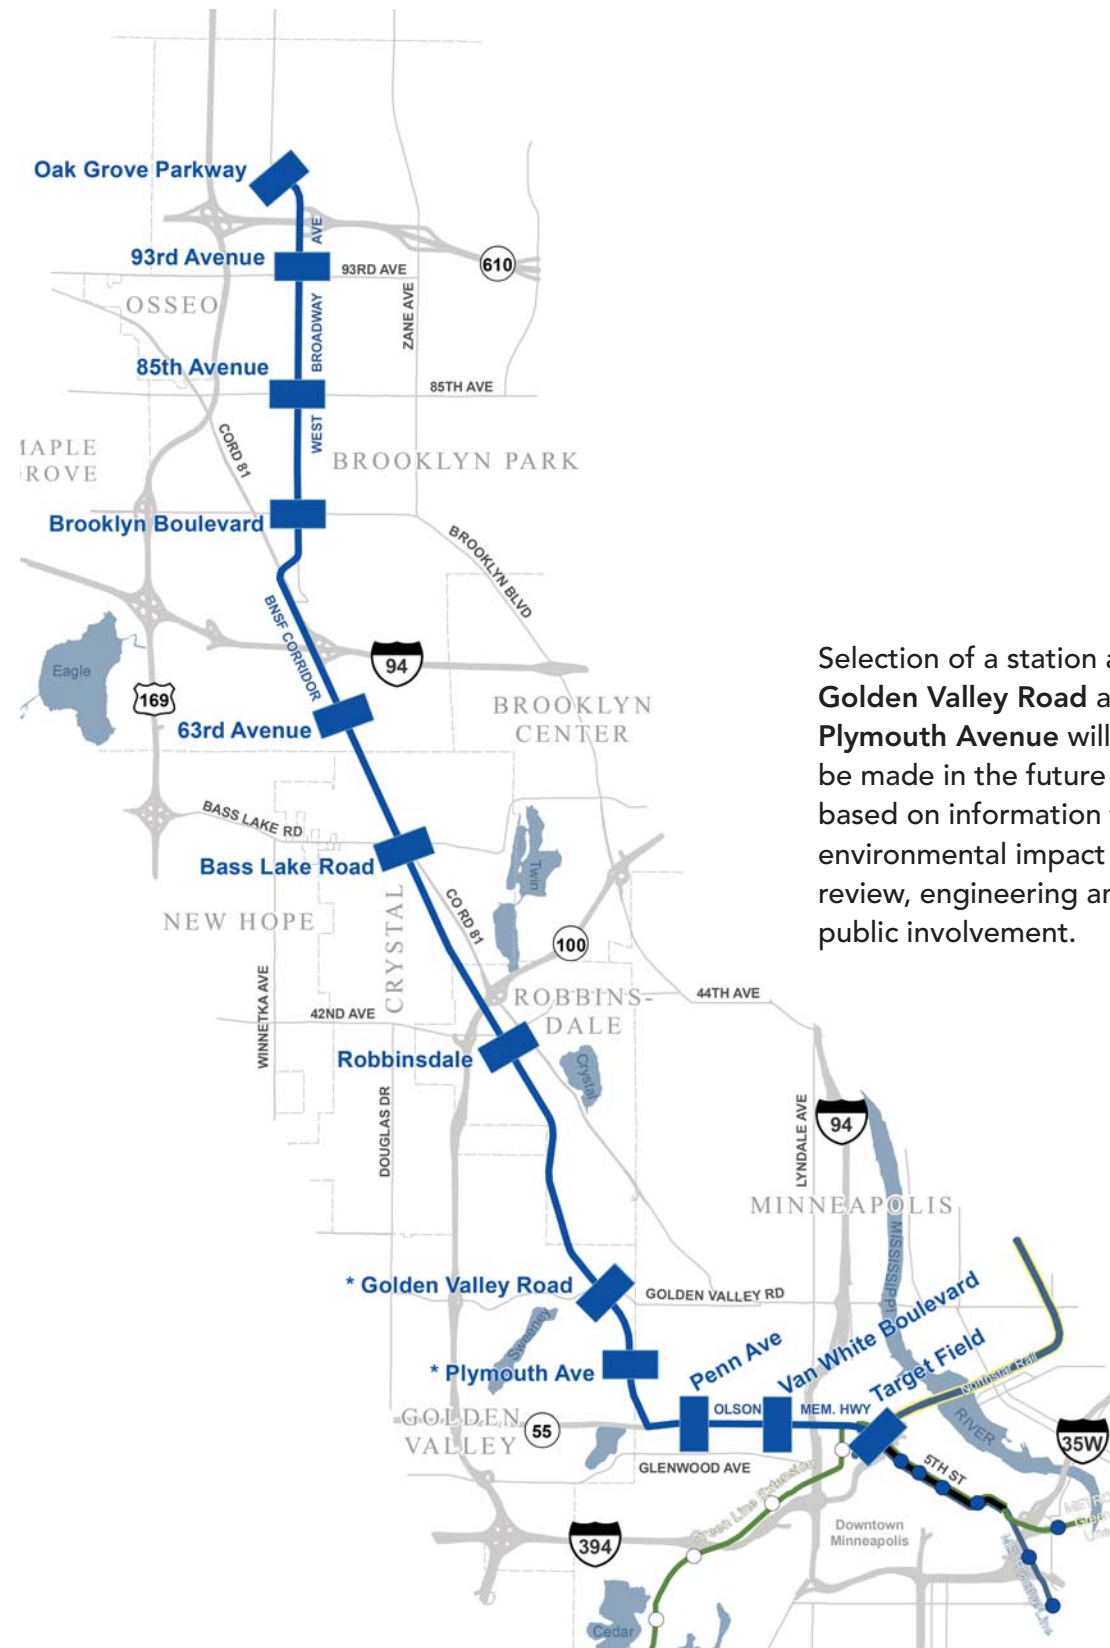 Oak Grove Parkway
AVE
610
93rd Avenue
93RD AVE
OSSEO
BROADWAY
ZANE AVE
85th Avenue
85TH AVE
WEST
CORD 81
BROOKLYN PARK
Brooklyn Boulevard
BROOKLYN BLVD
BNSF CORRIDOR
94
Eagle
169
63rd Avenue
BROOKLYN
CENTER
Selection of a station
Golden Valley Road
Plymouth Avenue will
be made in the future
based on information
environmental impact
review, engineering
public involvement.
BASS LAKE RD
Bass Lake Road
Twin
NEW HOPE
CRYSTAL
CO RD 81
100
WINNETKA AVE
42ND AVE
44TH AVE
ROBBINS-
DALE
Robbinsdale
Crystal
DOUGLAS DR
LYNDALE AVE
94
MINNEAPOLIS
MISSISSIPPI
* Golden Valley Road
GOLDEN VALLEY RD
Sweeney
* Plymouth Ave
Penn Ave
Van White Boulevard
Target Field
Northstar Rail
RIVER
GOLDEN
VALLEY
55
OLSON
MEM. HWY
GLENWOOD AVE
5TH ST
35W
Green Line Extension
Downtown
Minneapolis
394
Cedar